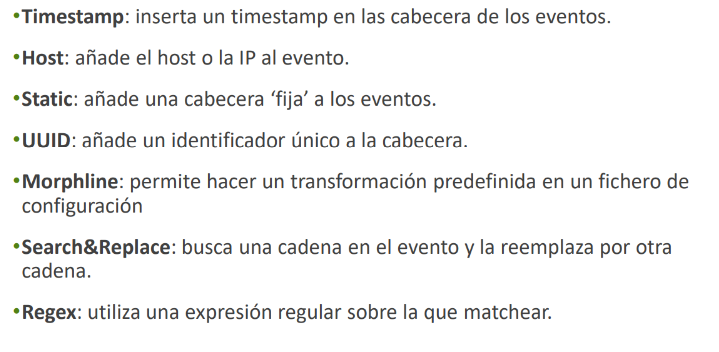 •Timestamp: inserta un timestamp en las cabecera de los eventos.
•Host: añade el host o la IP al evento.
•Static: añade una cabecera ‘fija’ a los eventos.
•UUID: añade un identificador único a la cabecera.
•Morphline: permite hacer un transformación predefinida en un fichero de
configuración
•Search&Replace: busca una cadena en el evento y la reemplaza por otra
cadena.
•Regex: utiliza una expresión regular sobre la que matchear.